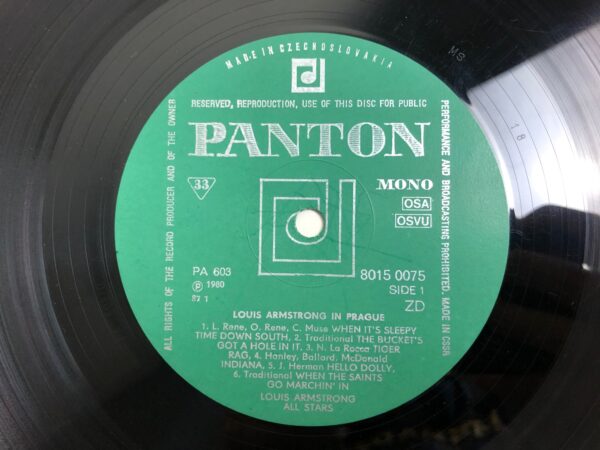 MADE IN CZECHOSLOVAKIA
RESERVED, REPRODUCTION, USE OF THIS DISC FOR PUBLIC
PERFORMANCE AND BROADCASTING PROHIBITED. MADE IN CSSR
ALL RIGHTS OF THE RECORD PRODUCER AND OF THE OWNER
PANTON
33
MONO
OSA
OSVU
PA 603
8015 0075
Ⓟ 1980
SIDE 1
82 1
ZD
LOUIS ARMSTRONG IN PRAGUE
1. L. Rene, O. Rene, C. Muse WHEN IT'S SLEEPY
TIME DOWN SOUTH, 2. Traditional THE BUCKET'S
GOT A HOLE IN IT, 3. N. La Rocca TIGER
RAG, 4. Hanley, Ballard, McDonald
INDIANA, 5. J. Herman HELLO DOLLY,
6. Traditional WHEN THE SAINTS
GO MARCHIN' IN
LOUIS ARMSTRONG
ALL STARS
MS
18